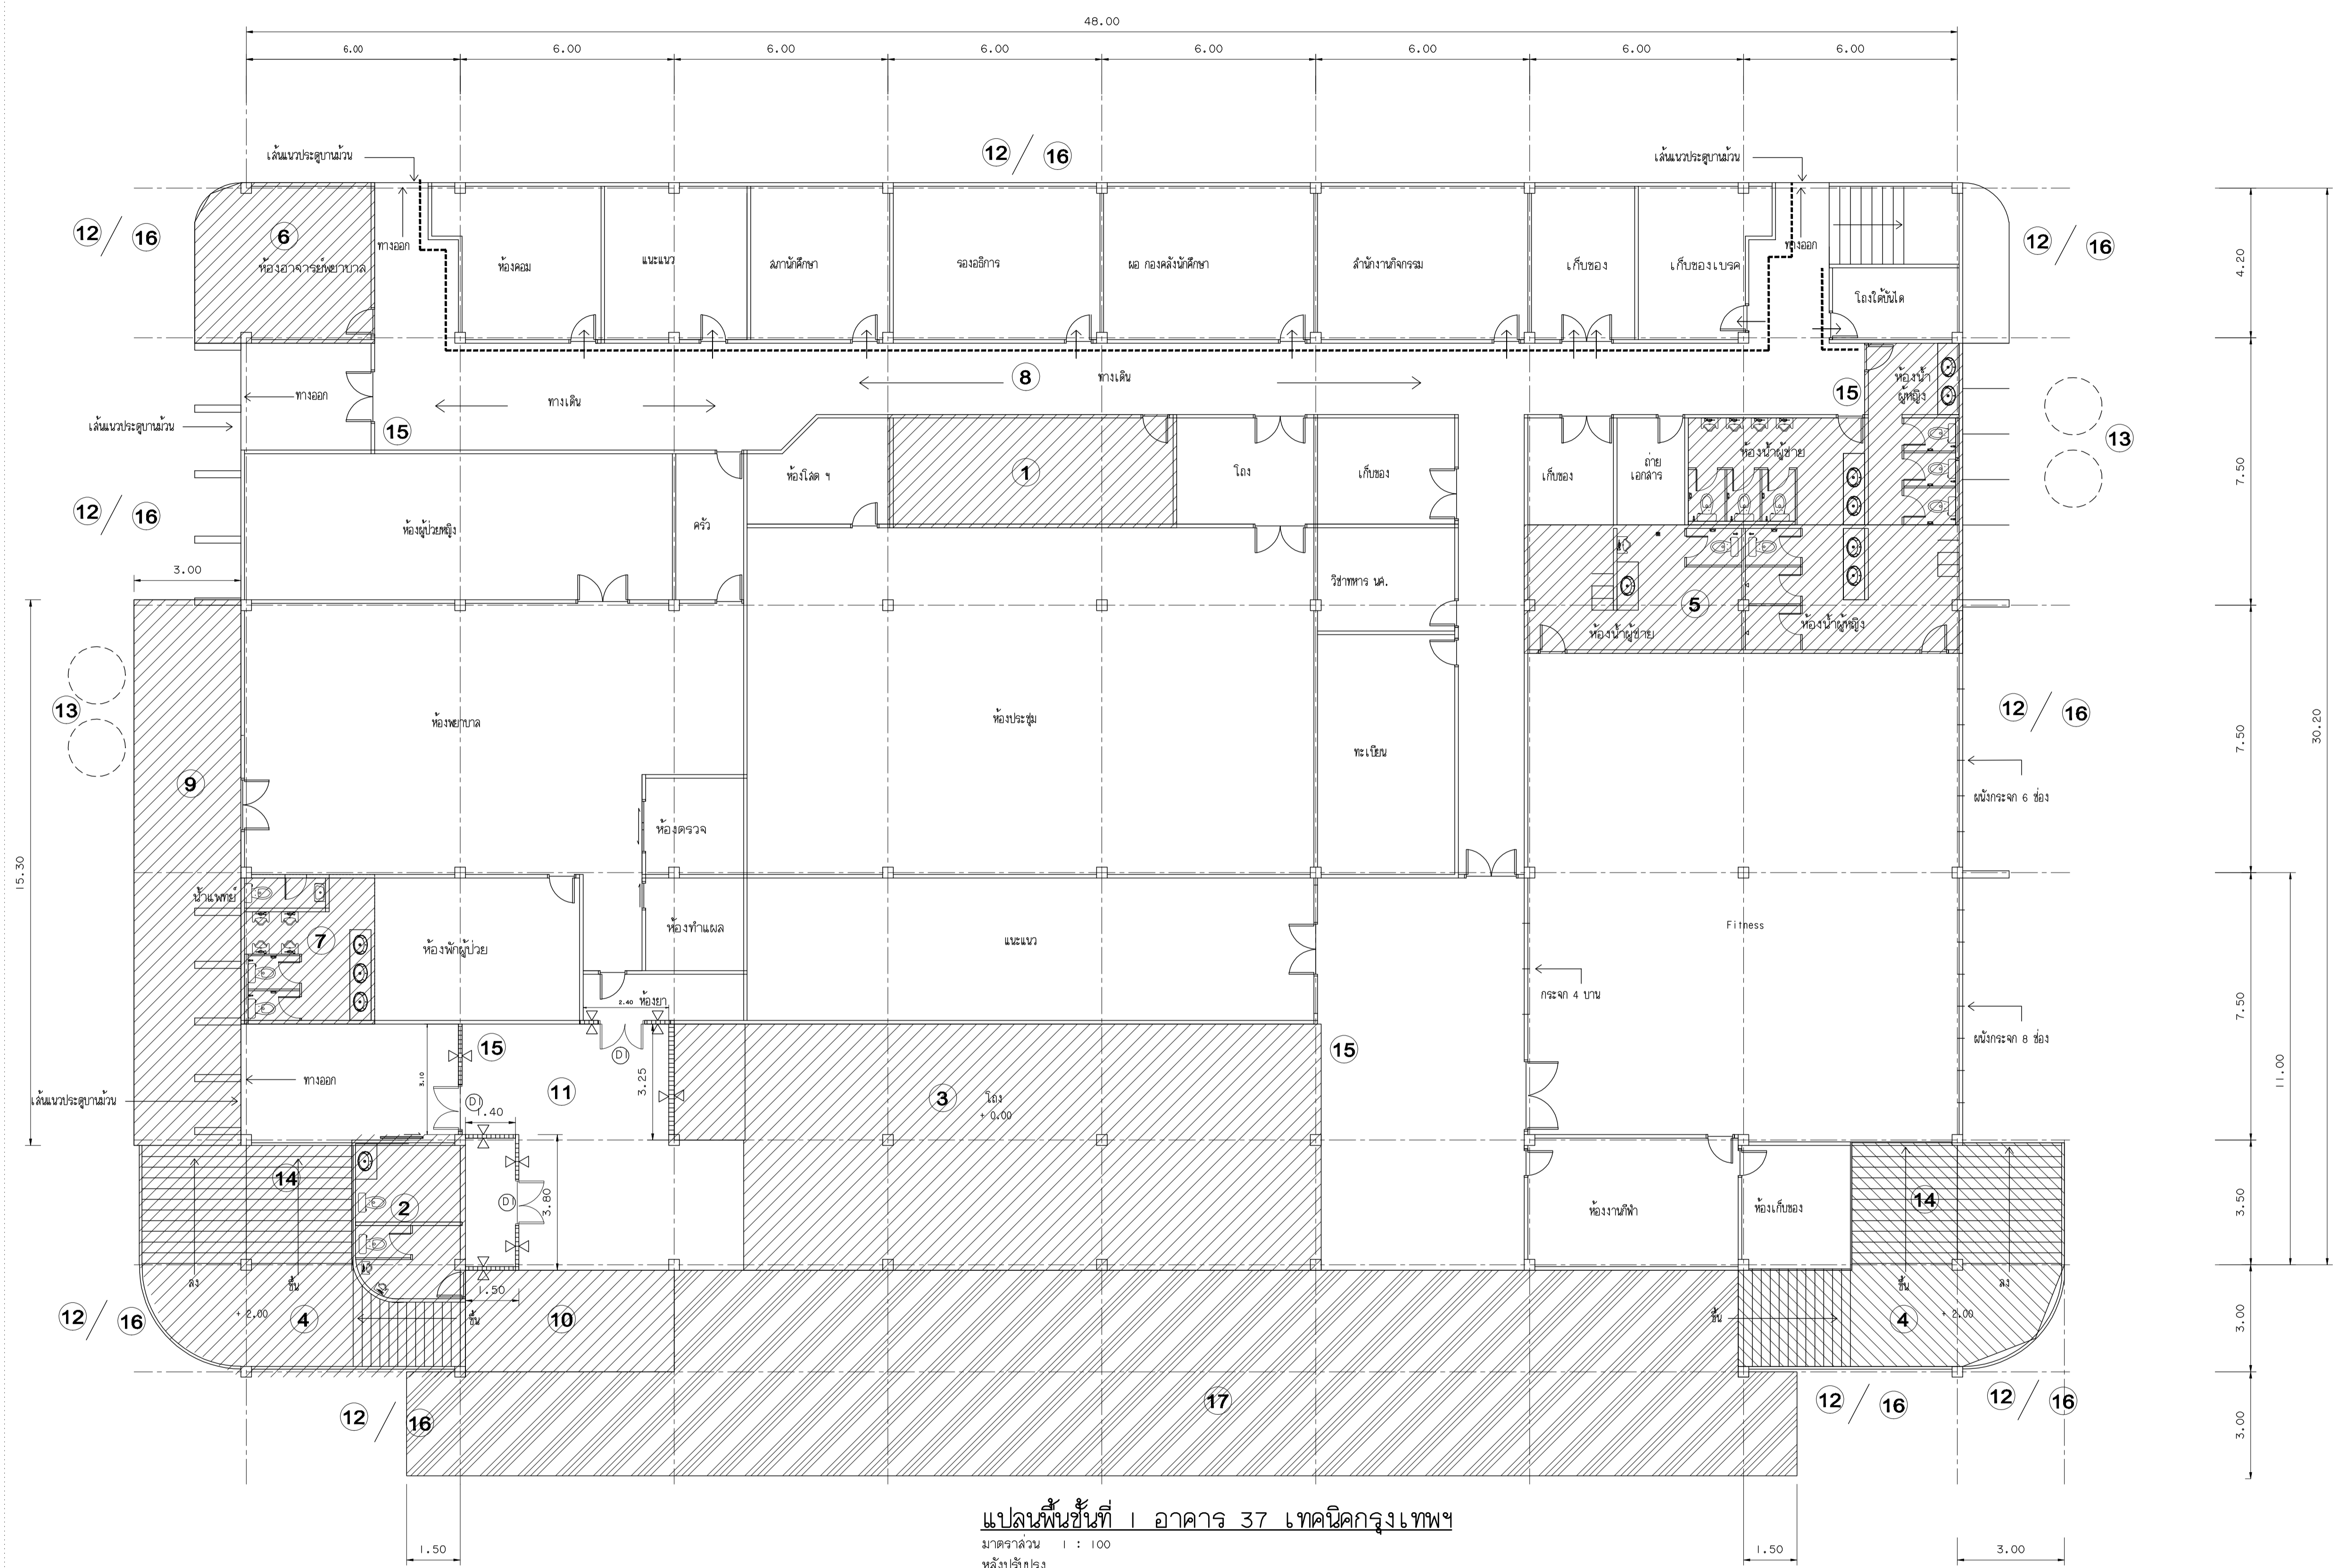 48.00
6.00 6.00 6.00 6.00 6.00 6.00 6.00 6.00
เส้นแนวประตูบานม้วน
12 / 16
เส้นแนวประตูบานม้วน
12 / 16
6
ห้องอาจารย์พยาบาล
ทางออก
ห้องคอม
แนะแนว
สภานักศึกษา
รองอธิการ
ผอ กองคลังนักศึกษา
สำนักงานกิจกรรม
เก็บของ
เก็บของเบรค
ทางออก
โถงใต้บันได
12 / 16
4.20
ทางออก
ทางเดิน
8
ทางเดิน
15
ห้องน้ำ
ผู้หญิง
เส้นแนวประตูบานม้วน
15
13
12 / 16
ห้องผู้ป่วยหญิง
ครัว
ห้องโสต ฯ
1
โถง
เก็บของ
เก็บของ
ถ่าย
เอกสาร
ห้องน้ำผู้ชาย
7.50
3.00
วิชาทหาร นศ.
5
ห้องน้ำผู้ชาย
ห้องน้ำผู้หญิง
13
ห้องพยาบาล
ห้องประชุม
ทะเบียน
12 / 16
7.50
30.20
9
ผนังกระจก 6 ช่อง
ห้องตรวจ
15.30
น้ำแพทย์
7
ห้องพักผู้ป่วย
ห้องทำแผล
แนะแนว
Fitness
กระจก 4 บาน
2.40 ห้องยา
7.50
11.00
ผนังกระจก 8 ช่อง
15
D1
15
ทางออก
3.10
11
3.25
3
โถง
+ 0.00
เส้นแนวประตูบานม้วน
D1
1.40
14
2
D1
3.80
ห้องงานกีฬา
ห้องเก็บของ
14
3.50
ลง
ขึ้น
1.50
ขึ้น
ลง
12 / 16
+ 2.00
4
ขึ้น
10
ขึ้น
4
+ 2.00
3.00
12 / 16
17
12 / 16
12 / 16
3.00
แปลนพื้นชั้นที่ 1 อาคาร 37 เทคนิคกรุงเทพฯ
มาตราส่วน 1 : 100
หลังปรับปรุง
1.50
1.50
3.00